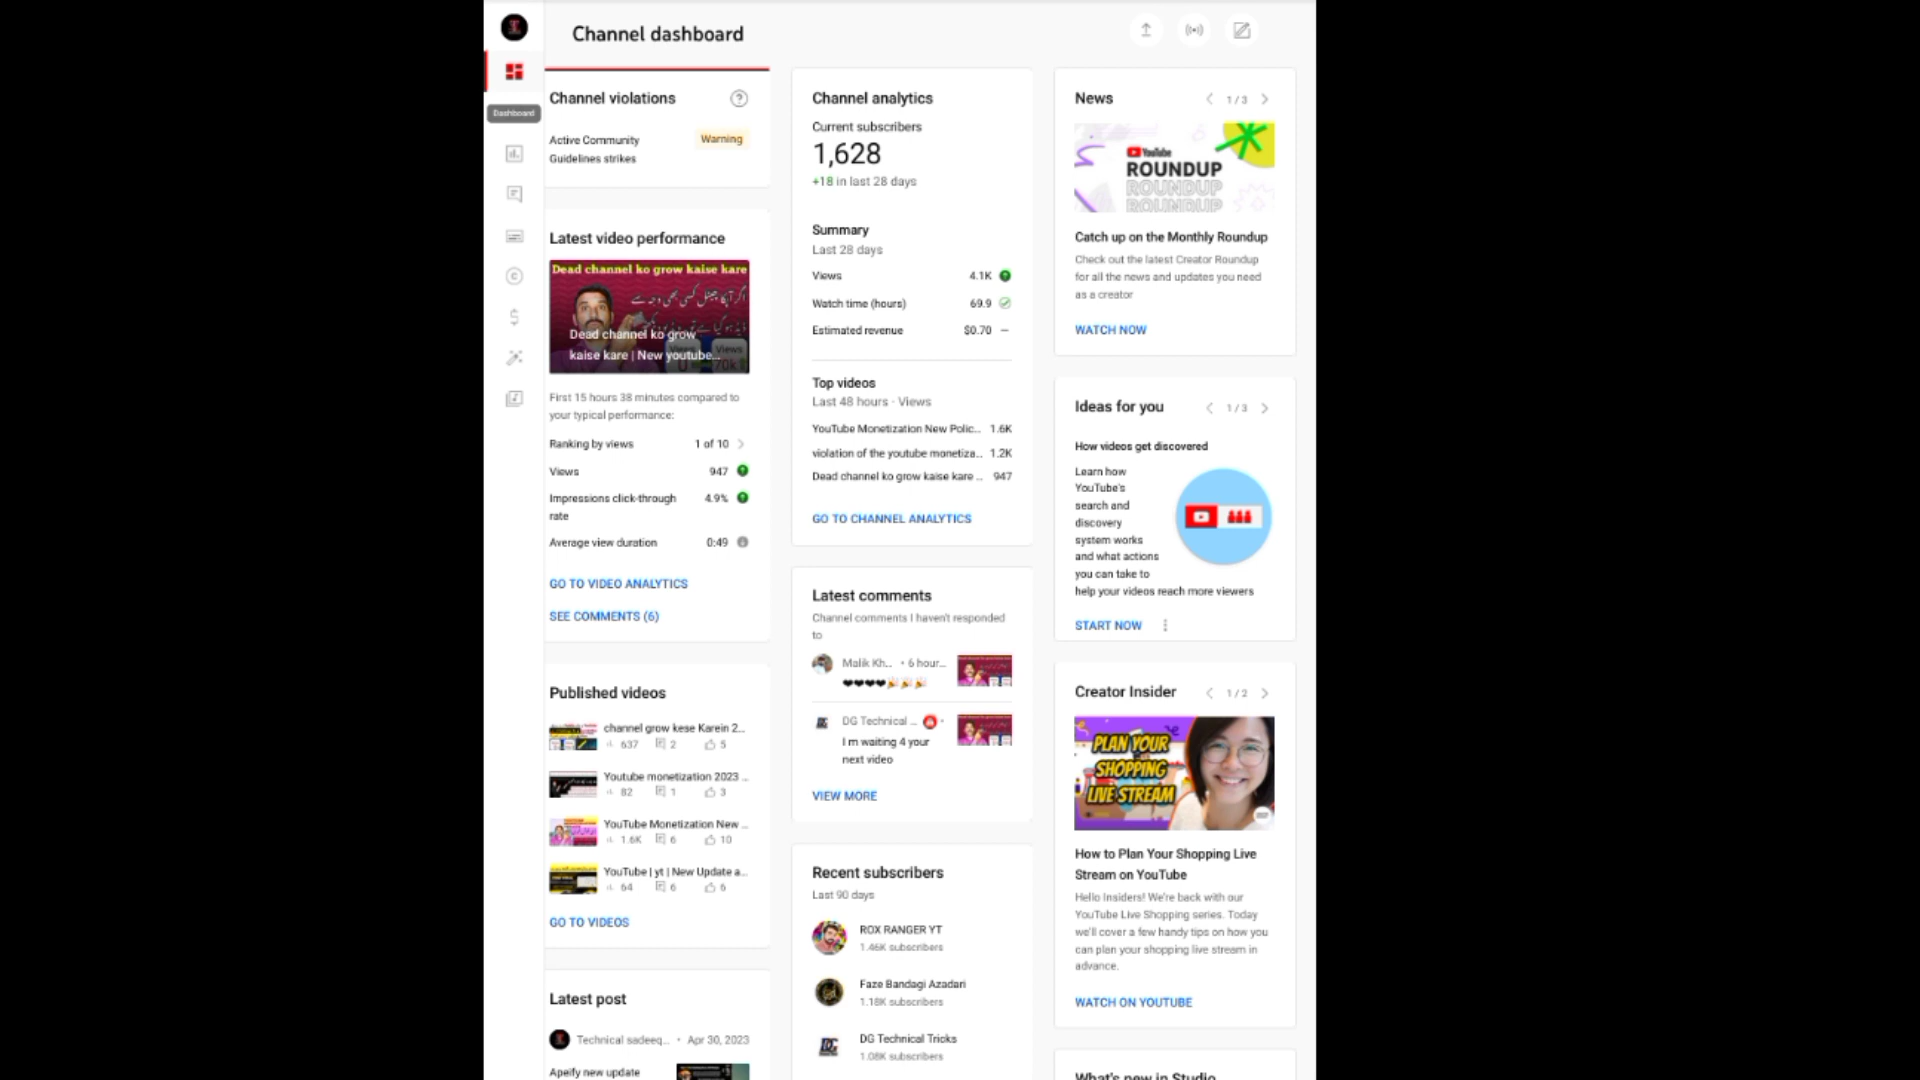 Channel dashboard
Dashboard
Channel violations
Active Community
Guidelines strikes
Warning
Latest video performance
Dead channel ko grow kaise kare
Dead channel ko grow
kaise kare | New youtube...
First 15 hours 38 minutes compared to
your typical performance:
Ranking by views 1 of 10
Views 947
Impressions click-through 4.9%
rate
Average view duration 0:49
GO TO VIDEO ANALYTICS
SEE COMMENTS (6)
Published videos
channel grow kese Karein 2...
637 2 5
Youtube monetization 2023 ...
82 1 3
YouTube Monetization New ...
1.6K 6 10
YouTube | yt | New Update a...
64 6 6
GO TO VIDEOS
Latest post
Technical sadeeq... • Apr 30, 2023
Apeify new update
Channel analytics
Current subscribers
1,628
+18 in last 28 days
Summary
Last 28 days
Views 4.1K
Watch time (hours) 69.9
Estimated revenue $0.70 —
Top videos
Last 48 hours · Views
YouTube Monetization New Polic... 1.6K
violation of the youtube monetiza... 1.2K
Dead channel ko grow kaise kare ... 947
GO TO CHANNEL ANALYTICS
Latest comments
Channel comments I haven't responded
to
Malik Kh... • 6 hour...
❤❤❤❤🎉🎉🎉
DG Technical ... •
I m waiting 4 your
next video
VIEW MORE
Recent subscribers
Last 90 days
ROX RANGER YT
1.46K subscribers
Faze Bandagi Azadari
1.18K subscribers
DG Technical Tricks
1.08K subscribers
News 1 / 3
YouTube
ROUNDUP
ROUNDUP
ROUNDUP
Catch up on the Monthly Roundup
Check out the latest Creator Roundup
for all the news and updates you need
as a creator
WATCH NOW
Ideas for you 1 / 3
How videos get discovered
Learn how
YouTube's
search and
discovery
system works
and what actions
you can take to
help your videos reach more viewers
START NOW
Creator Insider 1 / 2
PLAN YOUR
SHOPPING
LIVE STREAM
How to Plan Your Shopping Live
Stream on YouTube
Hello Insiders! We're back with our
YouTube Live Shopping series. Today
we'll cover a few handy tips on how you
can plan your shopping live stream in
advance.
WATCH ON YOUTUBE
What's new in Studio